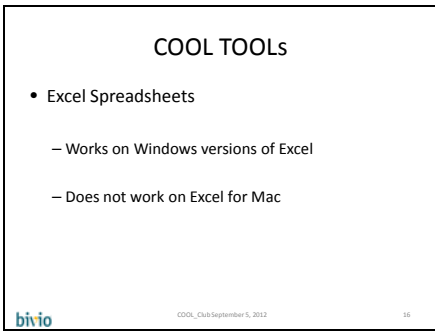 COOL TOOLs
• Excel Spreadsheets
– Works on Windows versions of Excel
– Does not work on Excel for Mac
bivio
COOL_Club September 5, 2012
16